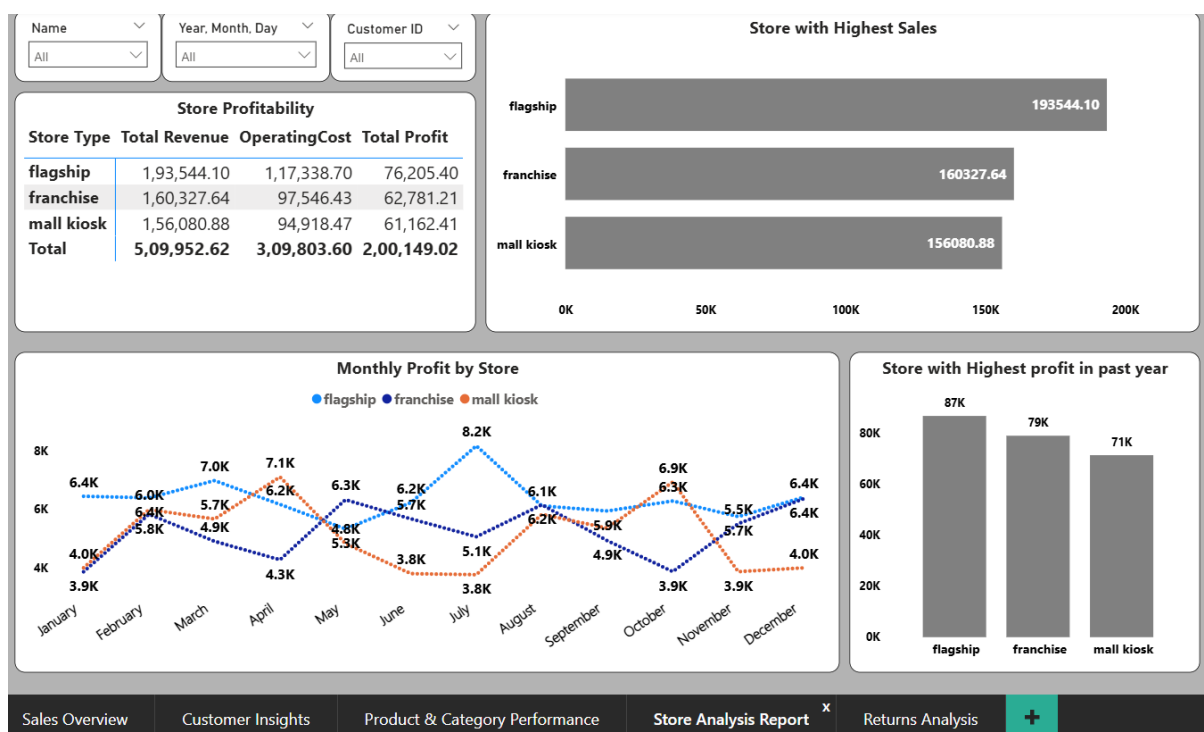 Name
All
Year, Month, Day
All
Customer ID
All
Store Profitability
Store Type Total Revenue OperatingCost Total Profit
flagship 1,93,544.10 1,17,338.70 76,205.40
franchise 1,60,327.64 97,546.43 62,781.21
mall kiosk 1,56,080.88 94,918.47 61,162.41
Total 5,09,952.62 3,09,803.60 2,00,149.02
Store with Highest Sales
flagship 193544.10
franchise 160327.64
mall kiosk 156080.88
0K 50K 100K 150K 200K
Monthly Profit by Store
flagship franchise mall kiosk
8K
6K
4K
6.4K 6.4K 7.0K 6.2K 5.3K 6.2K 8.2K 6.1K 5.9K 6.3K 5.7K 6.4K
3.9K 5.8K 4.9K 4.3K 6.3K 5.7K 5.1K 6.2K 4.9K 3.9K 5.5K 6.4K
4.0K 6.0K 5.7K 7.1K 4.8K 3.8K 3.8K 6.9K 3.9K 4.0K
January February March April May June July August September October November December
Store with Highest profit in past year
80K
60K
40K
20K
0K
87K 79K 71K
flagship franchise mall kiosk
Sales Overview Customer Insights Product & Category Performance Store Analysis Report x Returns Analysis +